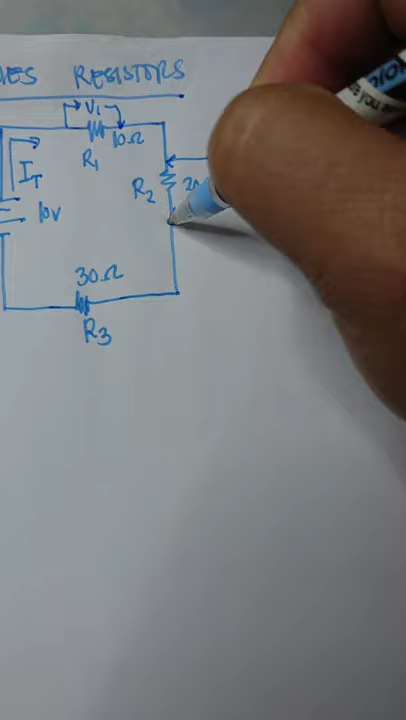 RESISTORS
V1
10Ω
R1
IT
R2
10V
30Ω
R3